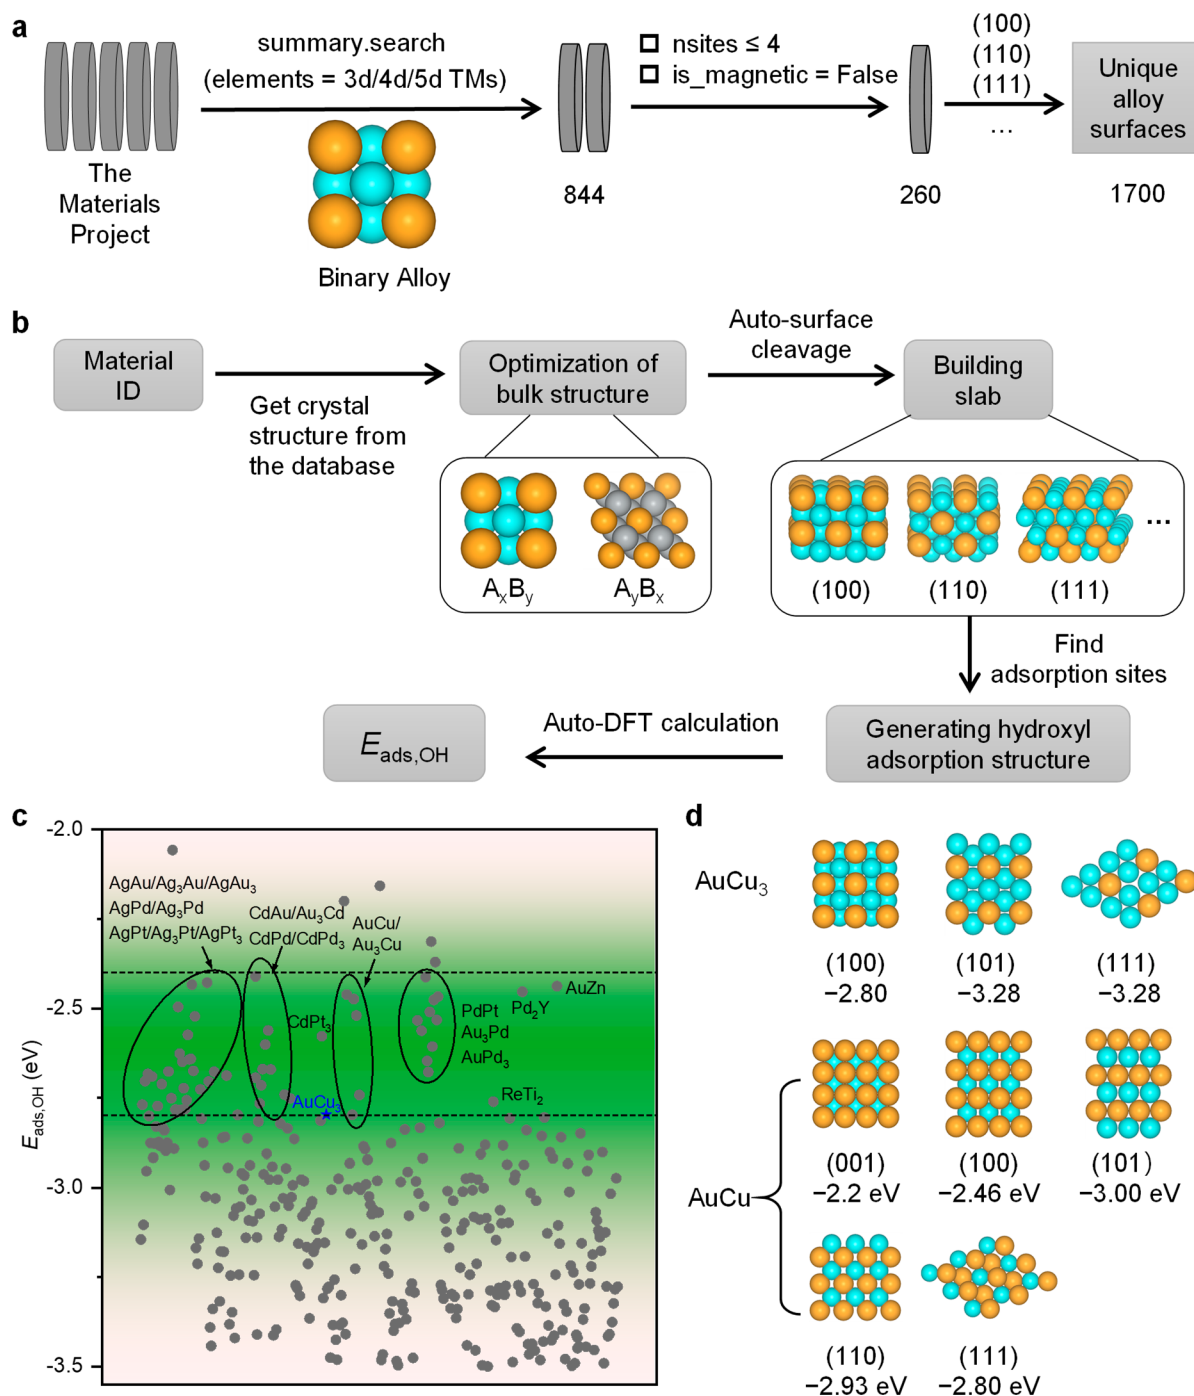 a
summary.search
(elements = 3d/4d/5d TMs)
The
Materials
Project
Binary Alloy
844
nsites ≤ 4
is_magnetic = False
260
(100)
(110)
(111)
...
Unique
alloy
surfaces
1700
b
Material
ID
Get crystal
structure from
the database
Optimization of
bulk structure
AxBy
AyBx
Auto-surface
cleavage
Building
slab
(100)
(110)
(111)
...
Find
adsorption sites
Generating hydroxyl
adsorption structure
Auto-DFT calculation
Eads,OH
c
Eads,OH (eV)
-2.0
-2.5
-3.0
-3.5
AgAu/Ag3Au/AgAu3
AgPd/Ag3Pd
AgPt/Ag3Pt/AgPt3
CdAu/Au3Cd
CdPd/CdPd3
AuCu/
Au3Cu
CdPt3
AuCu3
PdPt
Au3Pd
AuPd3
Pd2Y
AuZn
ReTi2
d
AuCu3
(100)
−2.80
(101)
−3.28
(111)
−3.28
AuCu
(001)
−2.2 eV
(100)
−2.46 eV
(101)
−3.00 eV
(110)
−2.93 eV
(111)
−2.80 eV